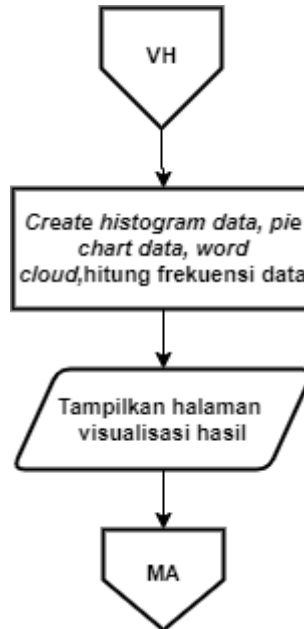 VH
Create histogram data, pie
chart data, word
cloud,hitung frekuensi data
Tampilkan halaman
visualisasi hasil
MA